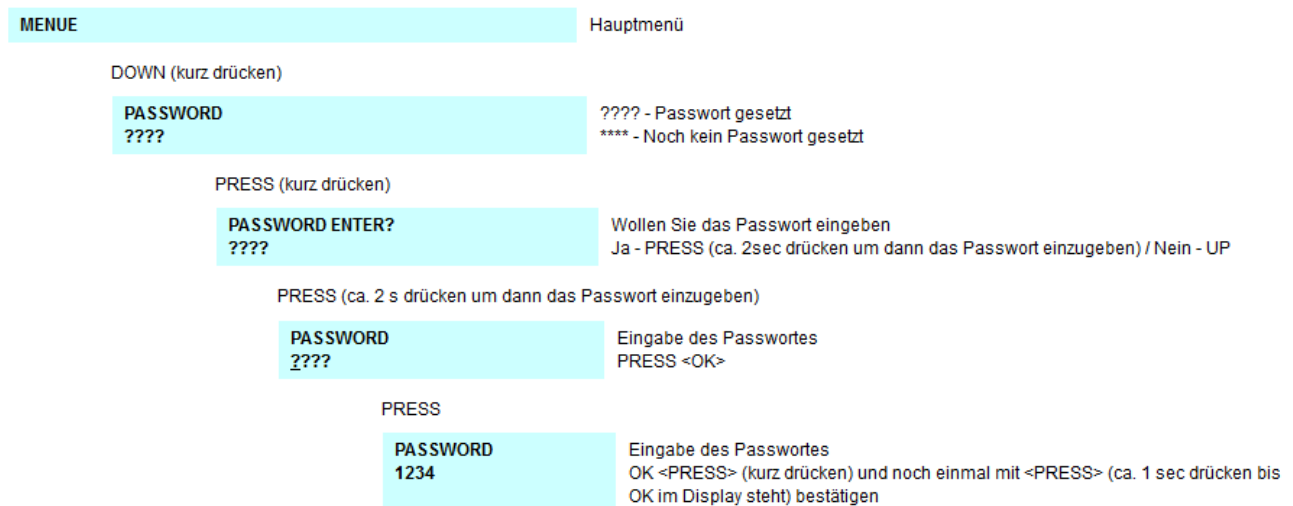 MENUE Hauptmenü
DOWN (kurz drücken)
PASSWORD ???? - Passwort gesetzt
???? **** - Noch kein Passwort gesetzt
PRESS (kurz drücken)
PASSWORD ENTER? Wollen Sie das Passwort eingeben
???? Ja - PRESS (ca. 2sec drücken um dann das Passwort einzugeben) / Nein - UP
PRESS (ca. 2 s drücken um dann das Passwort einzugeben)
PASSWORD Eingabe des Passwortes
???? PRESS <OK>
PRESS
PASSWORD Eingabe des Passwortes
1234 OK <PRESS> (kurz drücken) und noch einmal mit <PRESS> (ca. 1 sec drücken bis
OK im Display steht) bestätigen